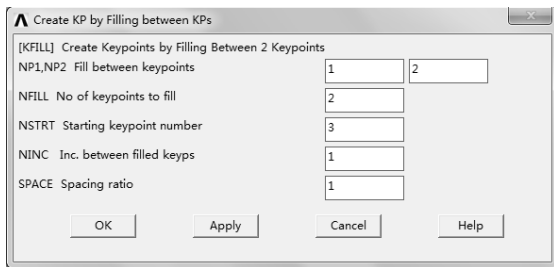 Create KP by Filling between KPs
[KFILL] Create Keypoints by Filling Between 2 Keypoints
NP1,NP2 Fill between keypoints 1 2
NFILL No of keypoints to fill 2
NSTRT Starting keypoint number 3
NINC Inc. between filled keyps 1
SPACE Spacing ratio 1
OK Apply Cancel Help